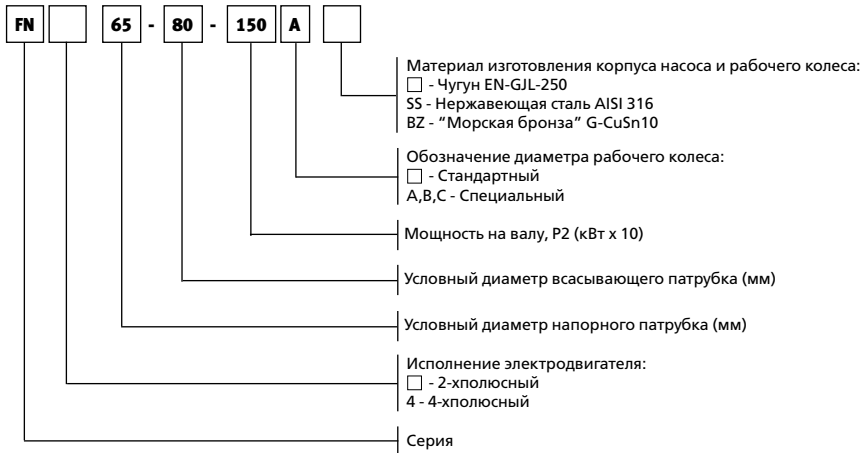 FN 65 - 80 - 150 A
Материал изготовления корпуса насоса и рабочего колеса:
□ - Чугун EN-GJL-250
SS - Нержавеющая сталь AISI 316
BZ - “Морская бронза” G-CuSn10
Обозначение диаметра рабочего колеса:
□ - Стандартный
A,B,C - Специальный
Мощность на валу, P2 (кВт x 10)
Условный диаметр всасывающего патрубка (мм)
Условный диаметр напорного патрубка (мм)
Исполнение электродвигателя:
□ - 2-хполюсный
4 - 4-хполюсный
Серия